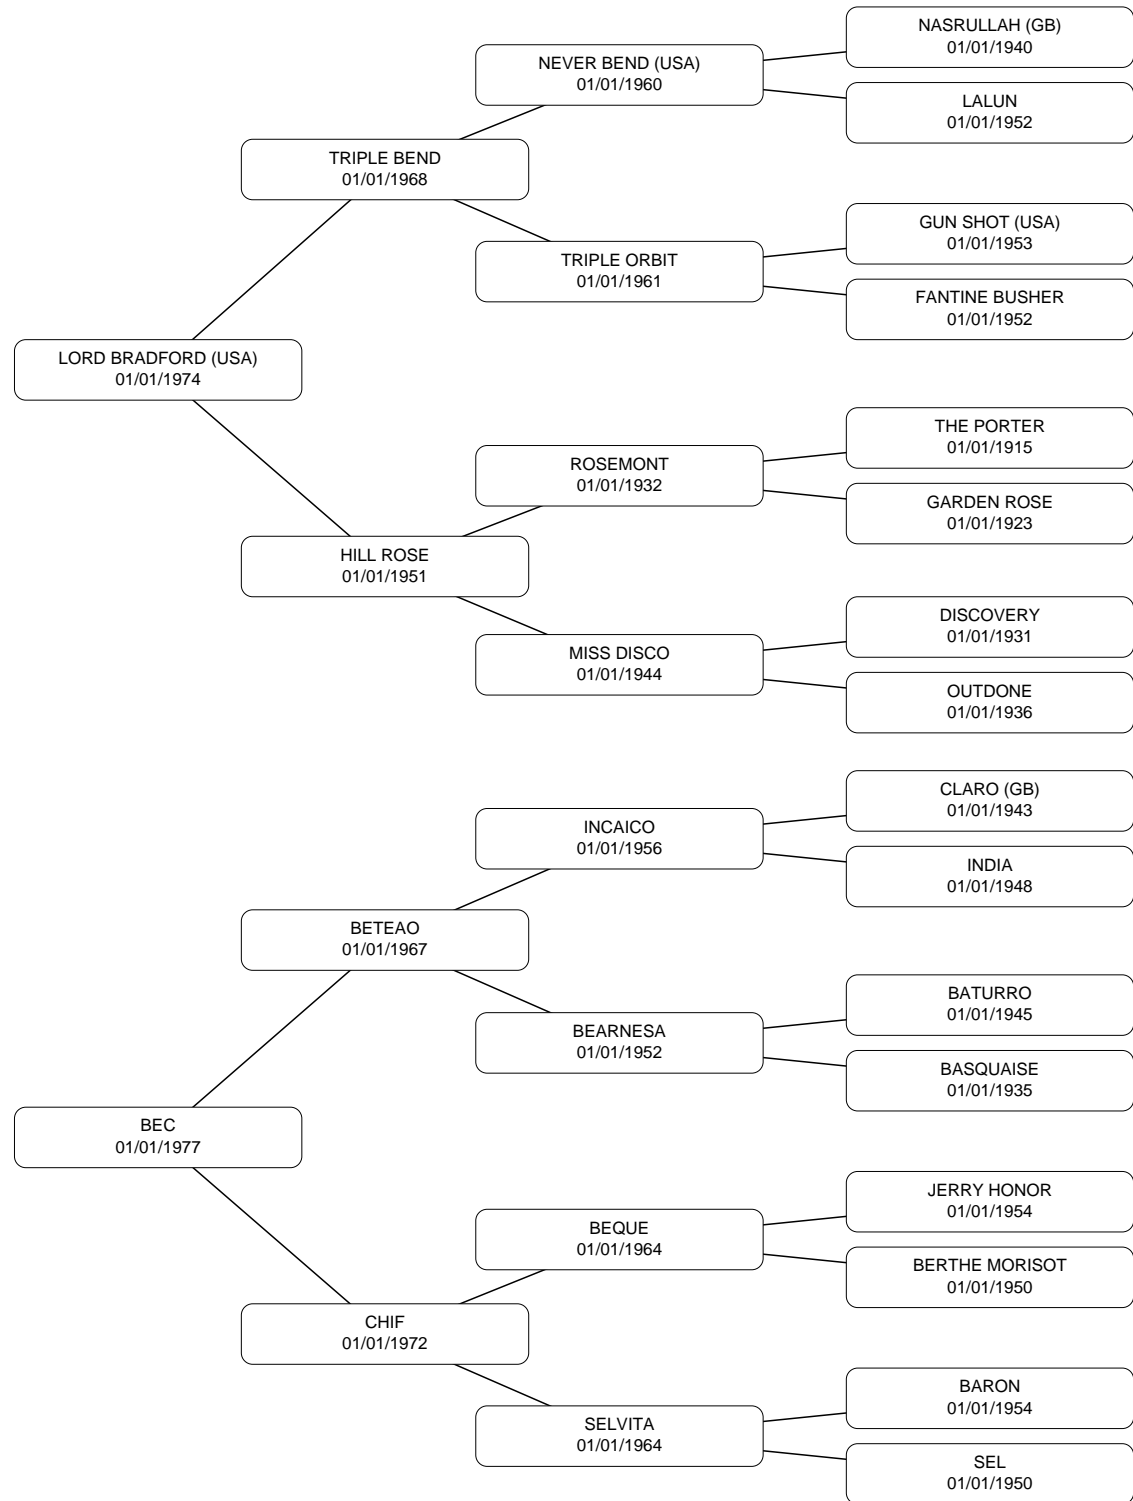 NASRULLAH (GB)
01/01/1940
NEVER BEND (USA)
01/01/1960
LALUN
01/01/1952
TRIPLE BEND
01/01/1968
GUN SHOT (USA)
01/01/1953
TRIPLE ORBIT
01/01/1961
FANTINE BUSHER
01/01/1952
LORD BRADFORD (USA)
01/01/1974
THE PORTER
01/01/1915
ROSEMONT
01/01/1932
GARDEN ROSE
01/01/1923
HILL ROSE
01/01/1951
DISCOVERY
01/01/1931
MISS DISCO
01/01/1944
OUTDONE
01/01/1936
CLARO (GB)
01/01/1943
INCAICO
01/01/1956
INDIA
01/01/1948
BETEAO
01/01/1967
BATURRO
01/01/1945
BEARNESA
01/01/1952
BASQUAISE
01/01/1935
BEC
01/01/1977
JERRY HONOR
01/01/1954
BEQUE
01/01/1964
BERTHE MORISOT
01/01/1950
CHIF
01/01/1972
BARON
01/01/1954
SELVITA
01/01/1964
SEL
01/01/1950